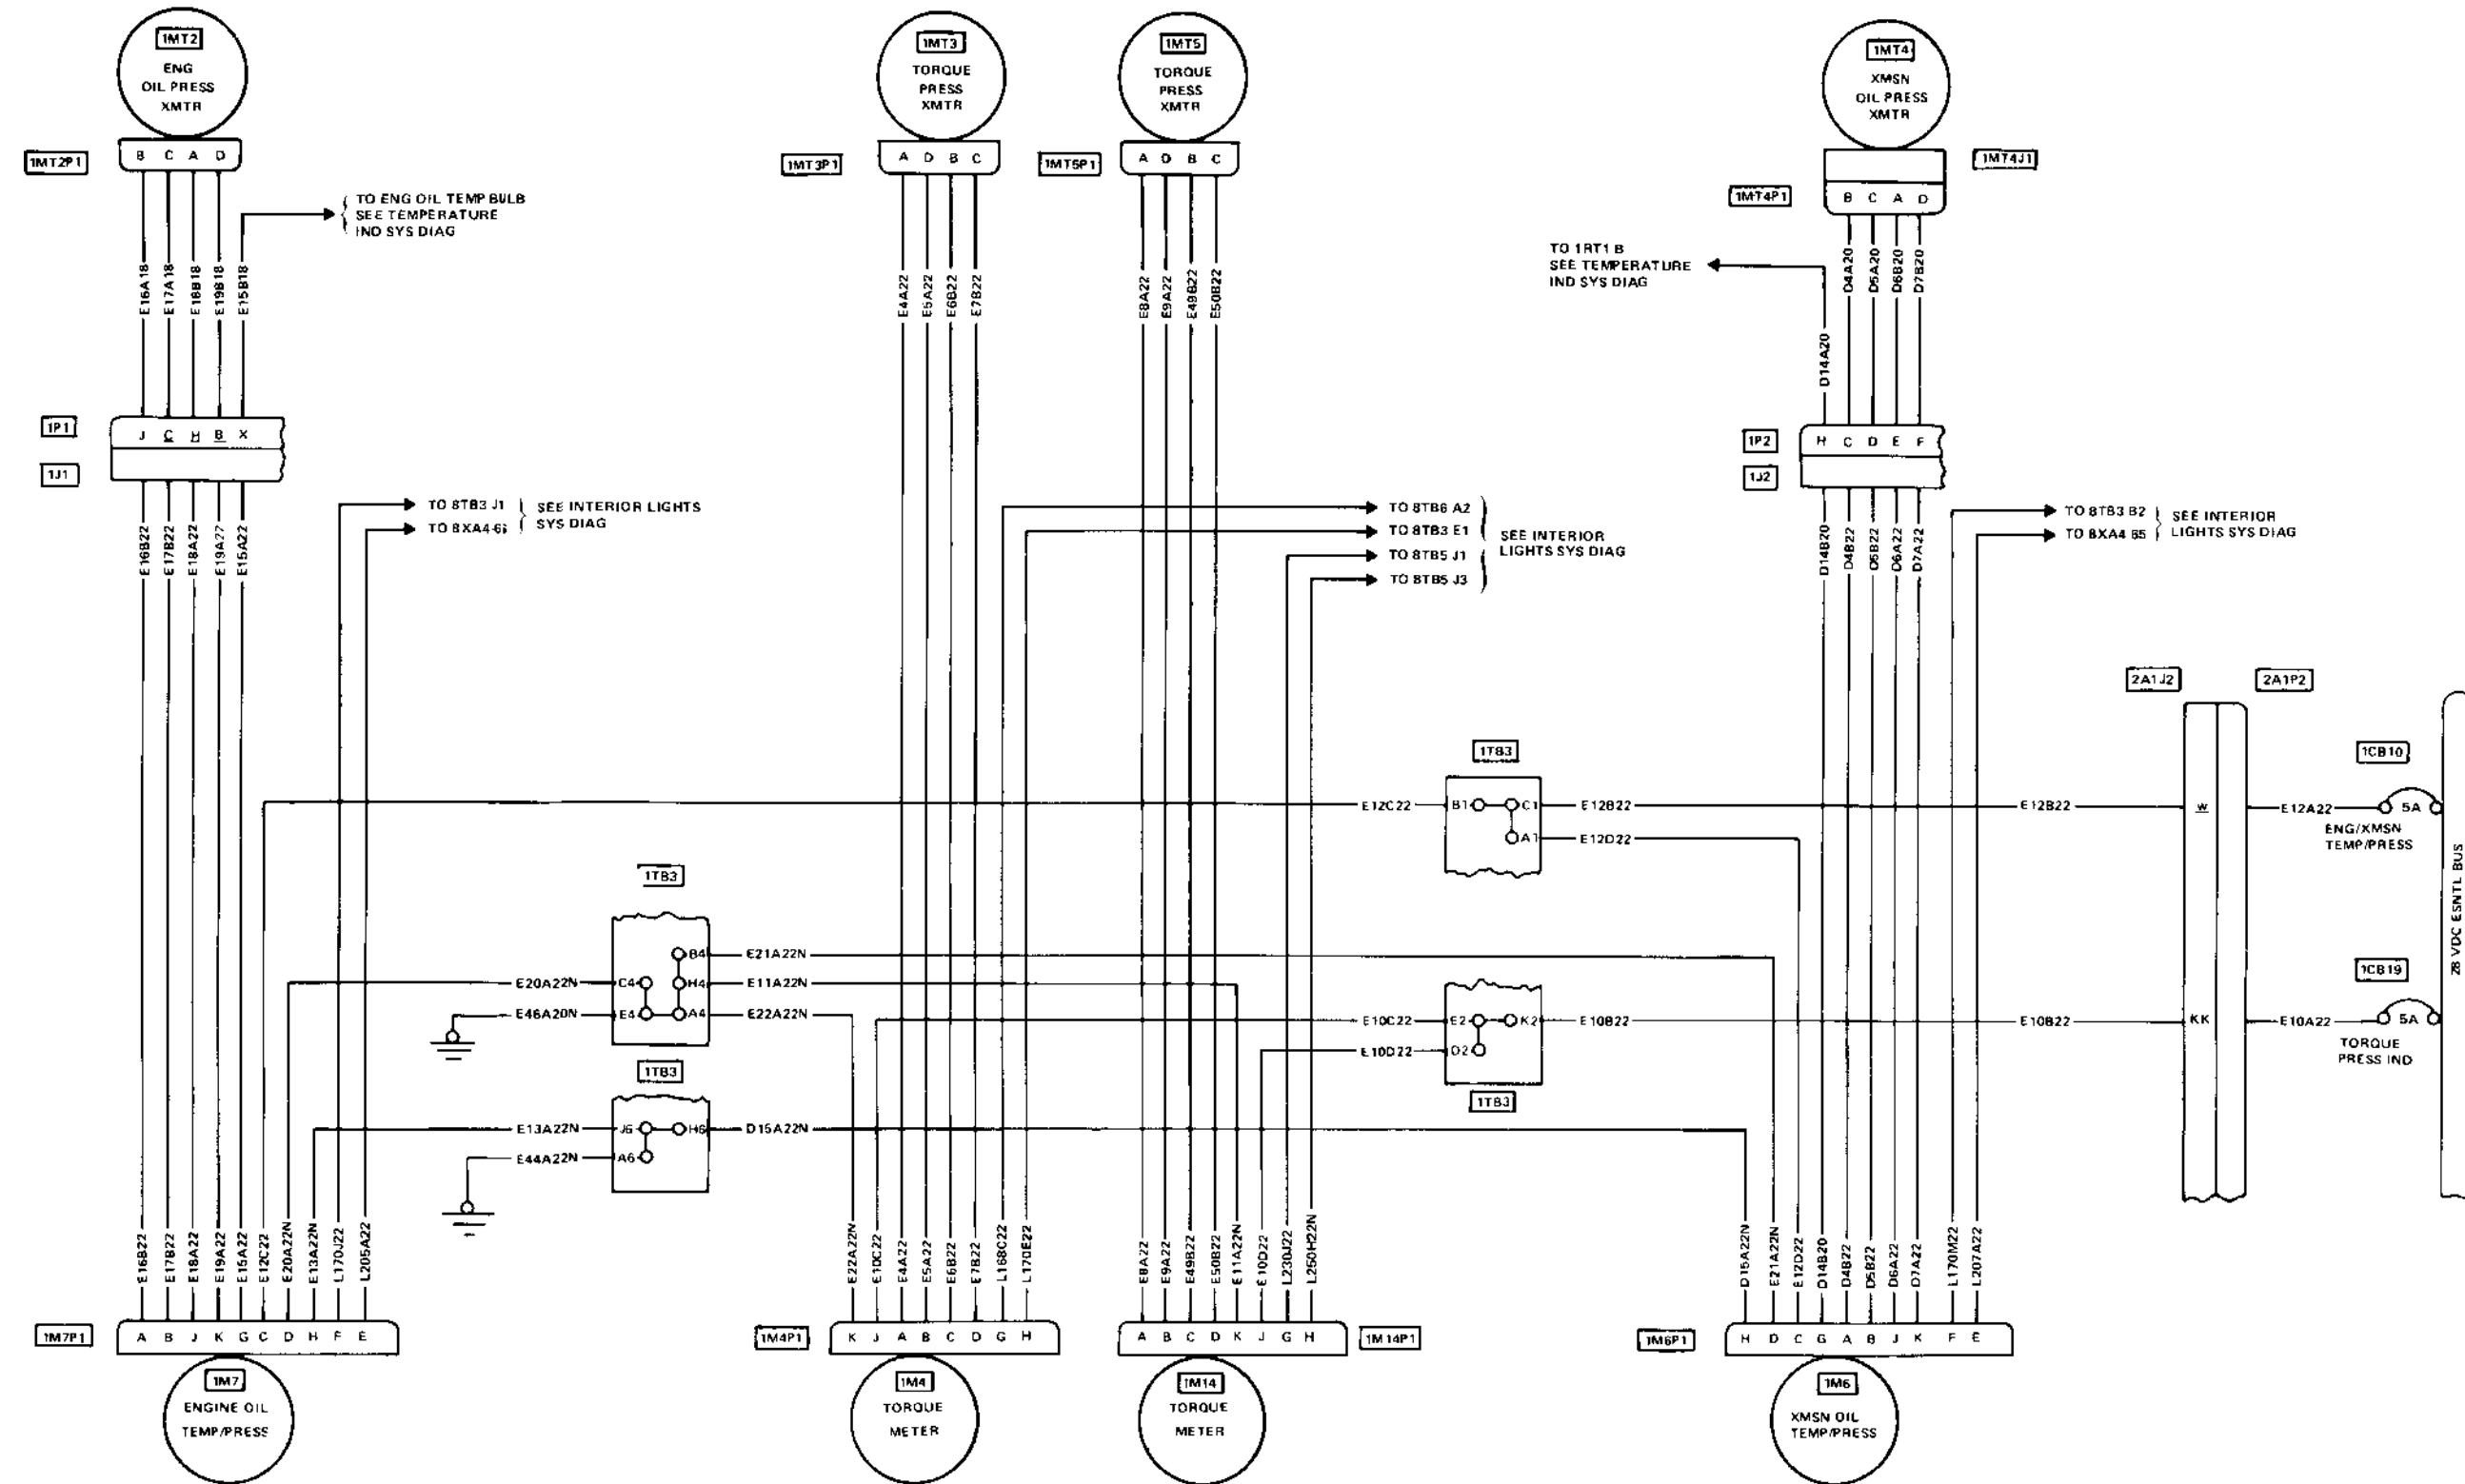 1MT2
ENG
OIL PRESS
XMTR
1MT3
TORQUE
PRESS
XMTR
1MT5
TORQUE
PRESS
XMTR
1MT4
XMSN
OIL PRESS
XMTR
1MT2P1
B C A D
1MT3P1
A D B C
1MT5P1
A D B C
1MT4J1
1MT4P1
B C A D
TO ENG OIL TEMP BULB
SEE TEMPERATURE
IND SYS DIAG
TO 1RT1 B
SEE TEMPERATURE
IND SYS DIAG
E16A18
E17A18
E18B18
E19B18
E15B18
E4A22
E5A22
E6B22
E7B22
E8A22
E9A22
E49B22
E50B22
D14A20
D4A20
D5A20
D6B20
D7B20
1P1
J C H B X
1J1
1P2
H C D E F
1J2
TO 8TB3 J1
TO 8XA4-6
SEE INTERIOR LIGHTS
SYS DIAG
TO 8TB6 A2
TO 8TB3 E1
TO 8TB5 J1
TO 8TB5 J3
SEE INTERIOR
LIGHTS SYS DIAG
TO 8TB3 B2
TO 8XA4 65
SEE INTERIOR
LIGHTS SYS DIAG
E16B22
E17B22
E18A22
E19A22
E15A22
D14B20
D4B22
D5B22
D6A22
D7A22
2A1J2
2A1P2
1TB3
1CB10
E12C22
B1
C1
E12B22
E12B22
W
E12A22
5A
A1
E12D22
ENG/XMSN
TEMP/PRESS
28 VDC ESNTL BUS
1TB3
B4
E21A22N
E20A22N
C4
H4
E11A22N
E46A20N
E4
A4
E22A22N
1CB19
E10C22
E2
K2
E10B22
E10B22
KK
E10A22
5A
E10D22
D2
TORQUE
PRESS IND
1TB3
1TB3
E13A22N
J6
H6
D15A22N
E44A22N
A6
E16B22
E17B22
E18A22
E19A22
E15A22
E12C22
E20A22N
E13A22N
L170J22
L205A22
E22A22N
E10C22
E4A22
E5A22
E6B22
E7B22
L168C22
L170E22
E8A22
E9A22
E49B22
E50B22
E11A22N
E10D22
L230J22
L250H22N
D15A22N
E21A22N
E12D22
D14B20
D4B22
D5B22
D6A22
D7A22
L170M22
L207A22
1M7P1
A B J K G C D H F E
1M4P1
K J A B C D G H
A B C D K J G H
1M14P1
1M6P1
H D C G A B J K F E
1M7
ENGINE OIL
TEMP/PRESS
1M4
TORQUE
METER
1M14
TORQUE
METER
1M6
XMSN OIL
TEMP/PRESS